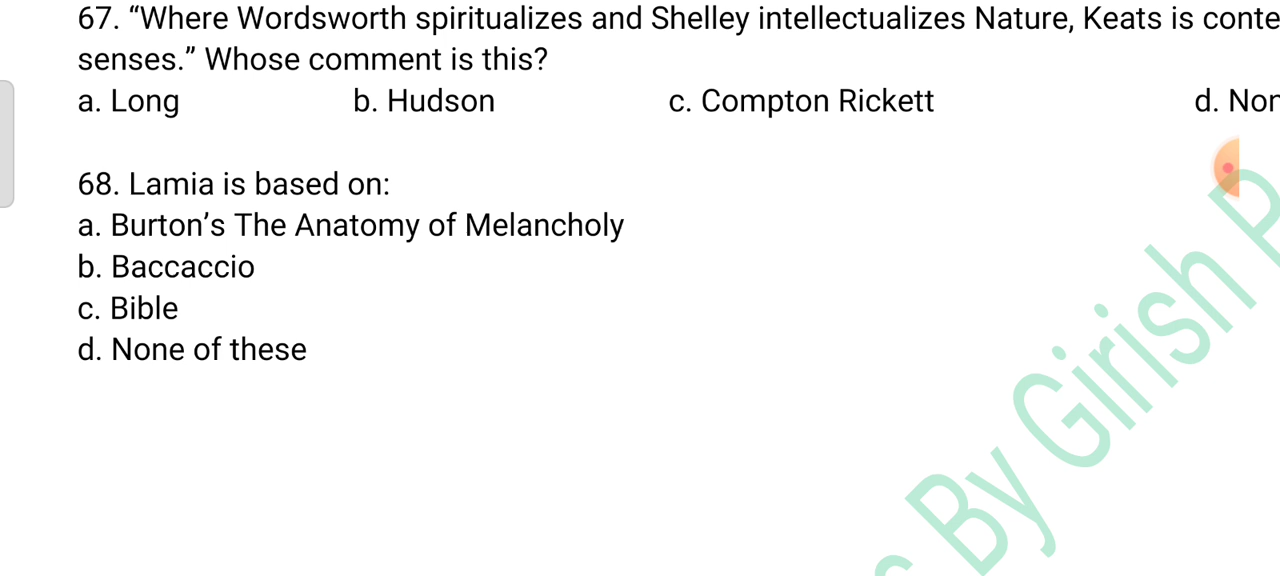 67. “Where Wordsworth spiritualizes and Shelley intellectualizes Nature, Keats is conte
senses.” Whose comment is this?
a. Long b. Hudson c. Compton Rickett d. Non
68. Lamia is based on:
a. Burton’s The Anatomy of Melancholy
b. Baccaccio
c. Bible
d. None of these
s By Girish P